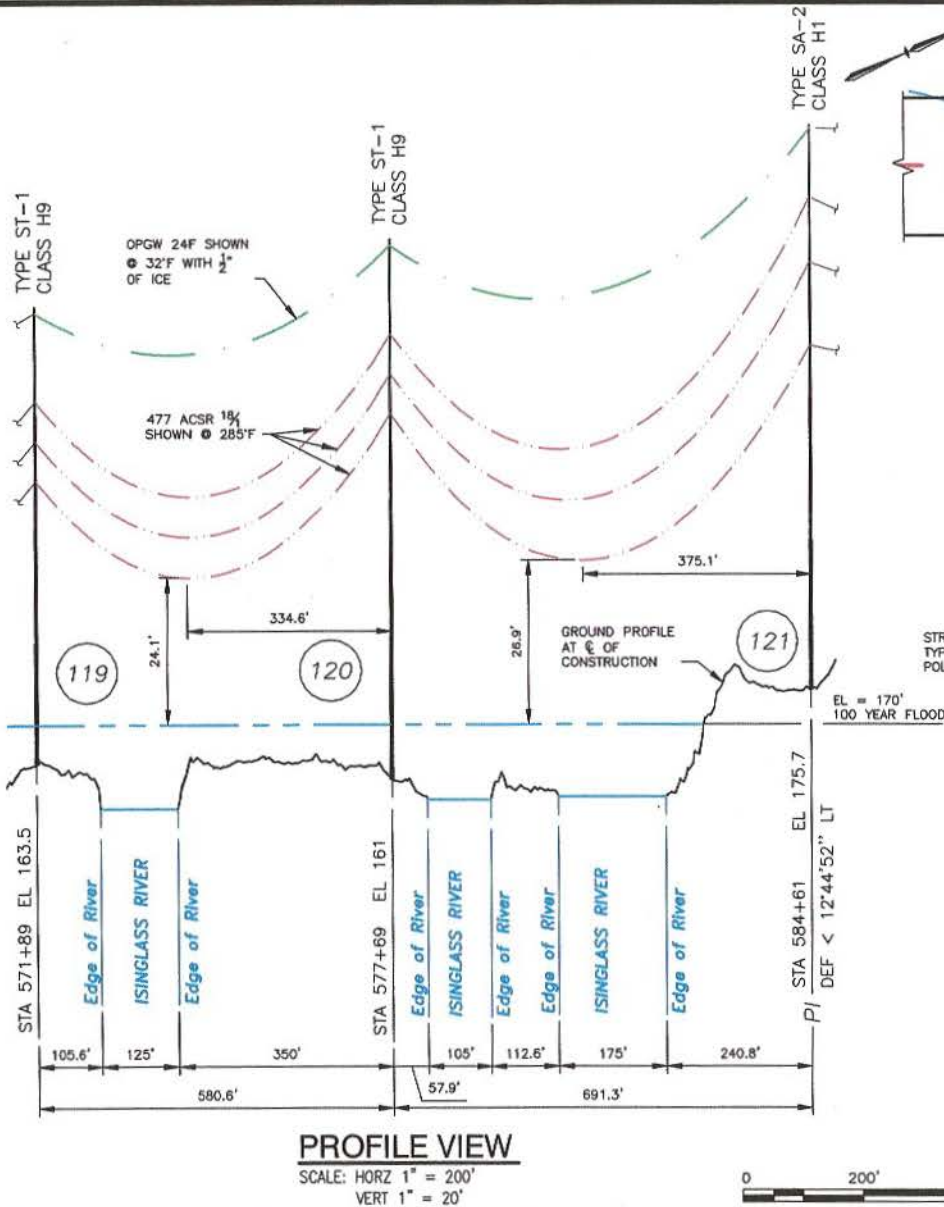 TYPE ST-1
CLASS H9
TYPE ST-1
CLASS H9
TYPE SA-2
CLASS H1
OPGW 24F SHOWN
@ 32°F WITH ½"
OF ICE
477 ACSR 18/1
SHOWN @ 285°F
24.1'
334.6'
26.9'
375.1'
GROUND PROFILE
AT ℄ OF
CONSTRUCTION
119
120
121
STR
TYP
POL
EL = 170'
100 YEAR FLOOD
STA 571+89 EL 163.5
Edge of River
ISINGLASS RIVER
Edge of River
STA 577+69 EL 161
Edge of River
ISINGLASS RIVER
Edge of River
Edge of River
ISINGLASS RIVER
Edge of River
PI STA 584+61 EL 175.7
DEF < 12°44'52" LT
105.6' 125' 350' 105' 112.6' 175' 240.8'
57.9'
580.6' 691.3'
PROFILE VIEW
SCALE: HORZ 1" = 200'
VERT 1" = 20'
0 200'